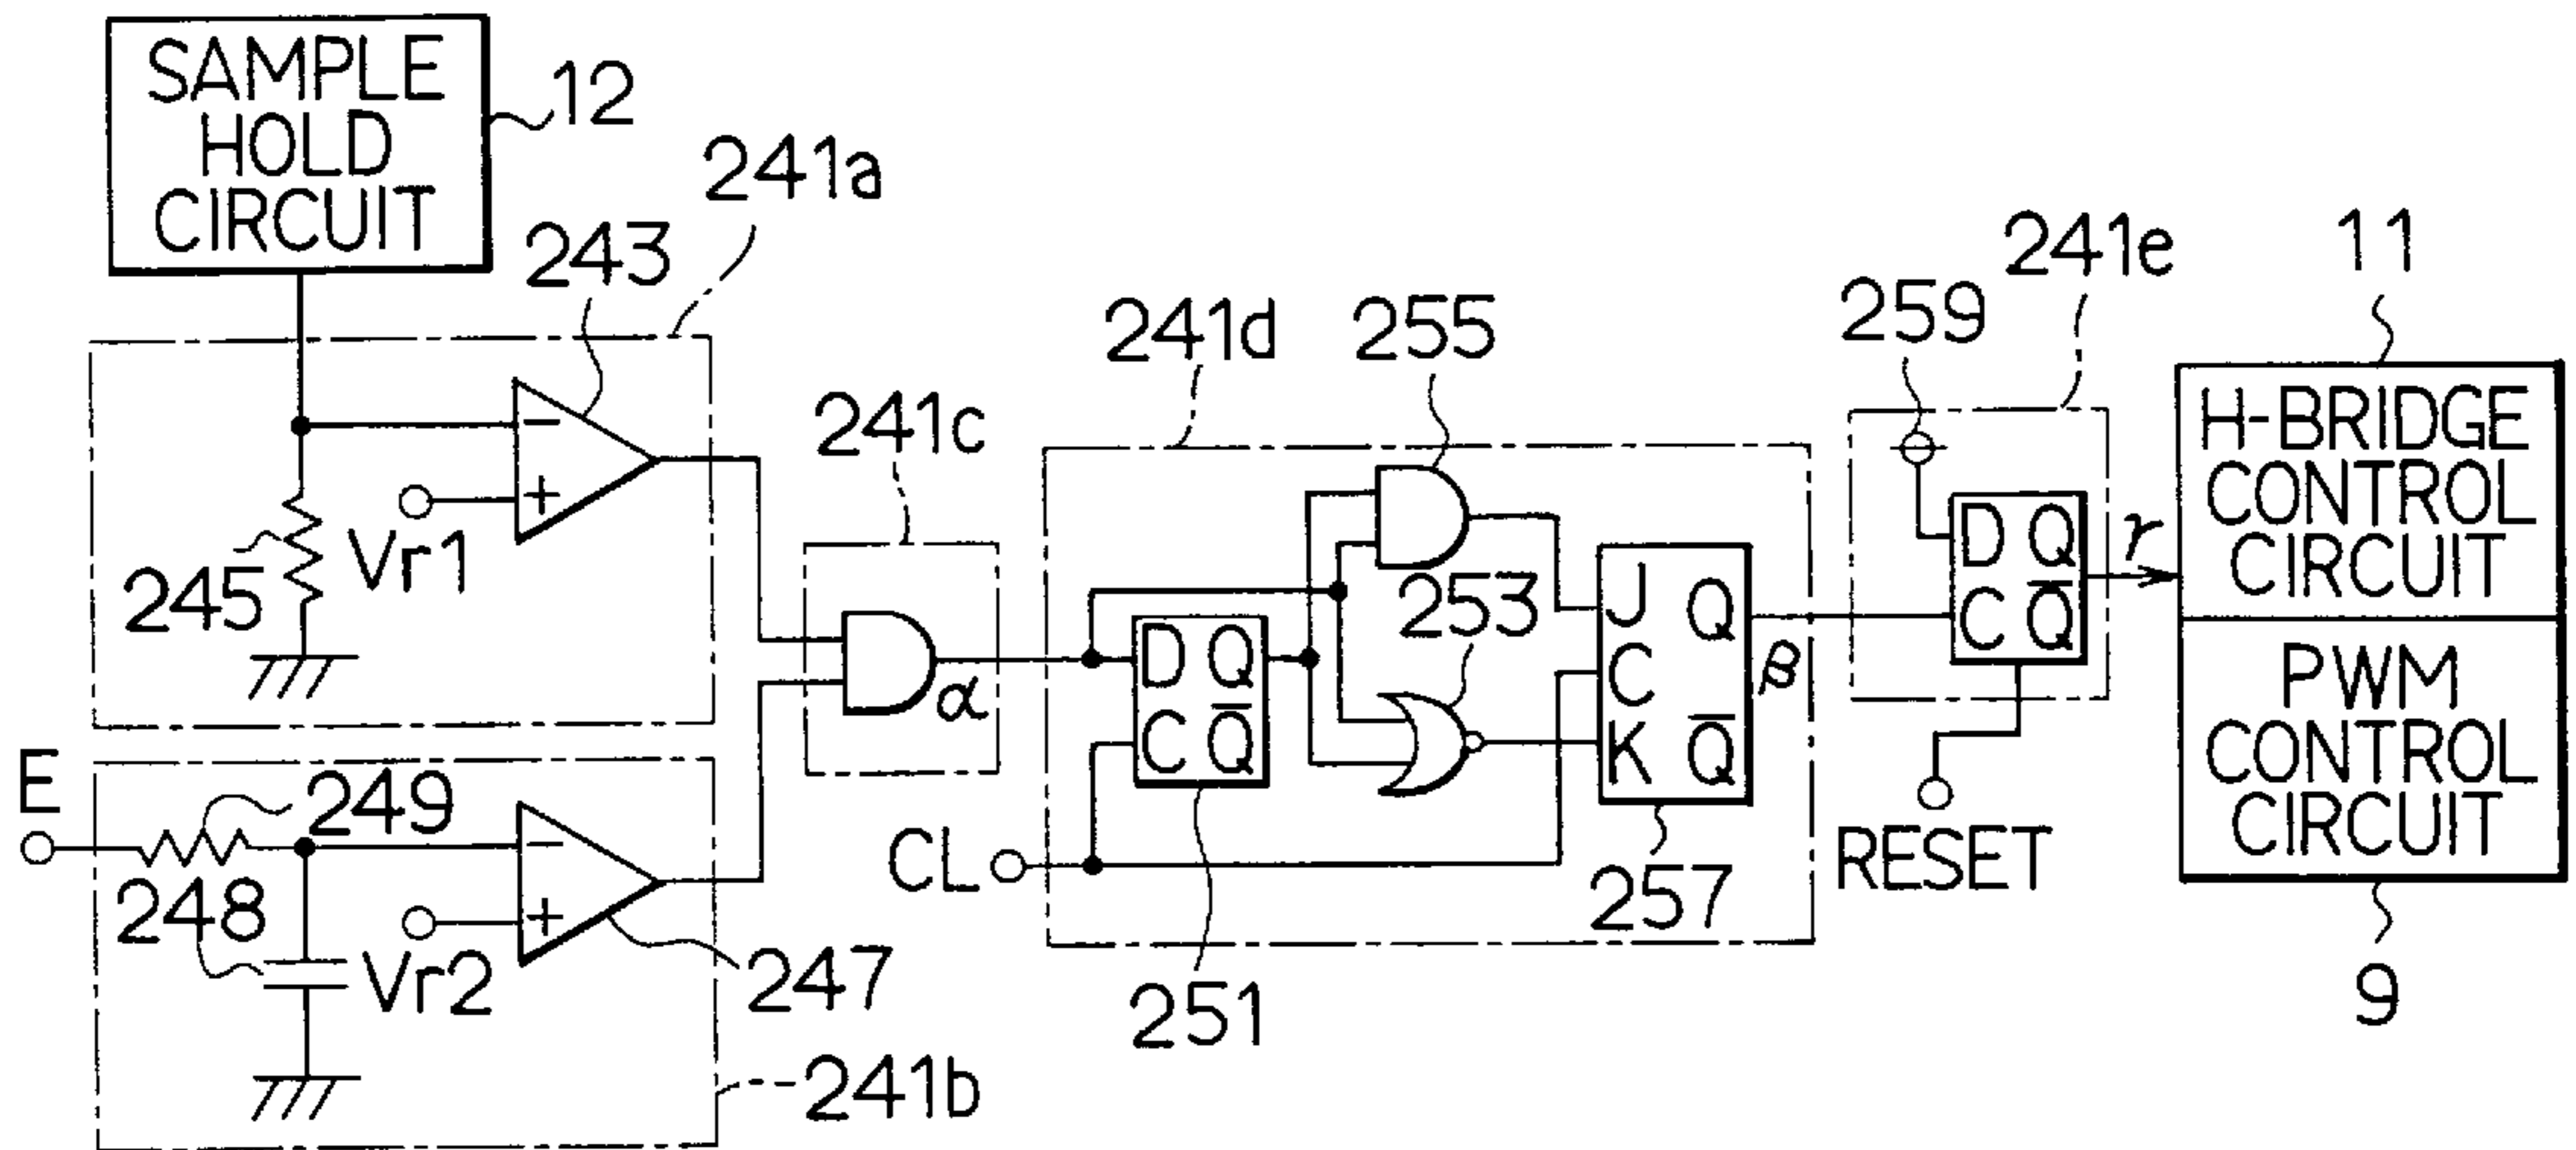 SAMPLE
HOLD
CIRCUIT
12
241a
243
−
+
Vr1
245
241c
α
E
249
248
−
+
Vr2
247
241b
241d
255
253
D Q
C Q̅
251
CL
J Q
C
K Q̅
257
β
259
241e
D Q
C Q̅
RESET
γ
11
H-BRIDGE
CONTROL
CIRCUIT
PWM
CONTROL
CIRCUIT
9